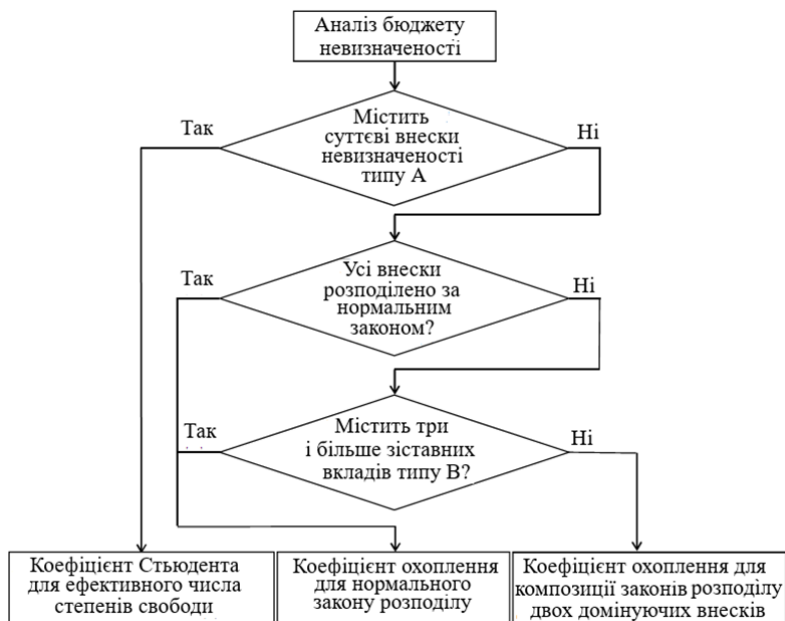 Аналіз бюджету
невизначеності
Містить
суттєві внески
невизначеності
типу А
Так
Ні
Усі внески
розподілено за
нормальним
законом?
Так
Ні
Містить три
і більше зіставних
вкладів типу В?
Так
Ні
Коефіцієнт Стьюдента
для ефективного числа
степенів свободи
Коефіцієнт охоплення
для нормального
закону розподілу
Коефіцієнт охоплення для
композиції законів розподілу
двох домінуючих внесків